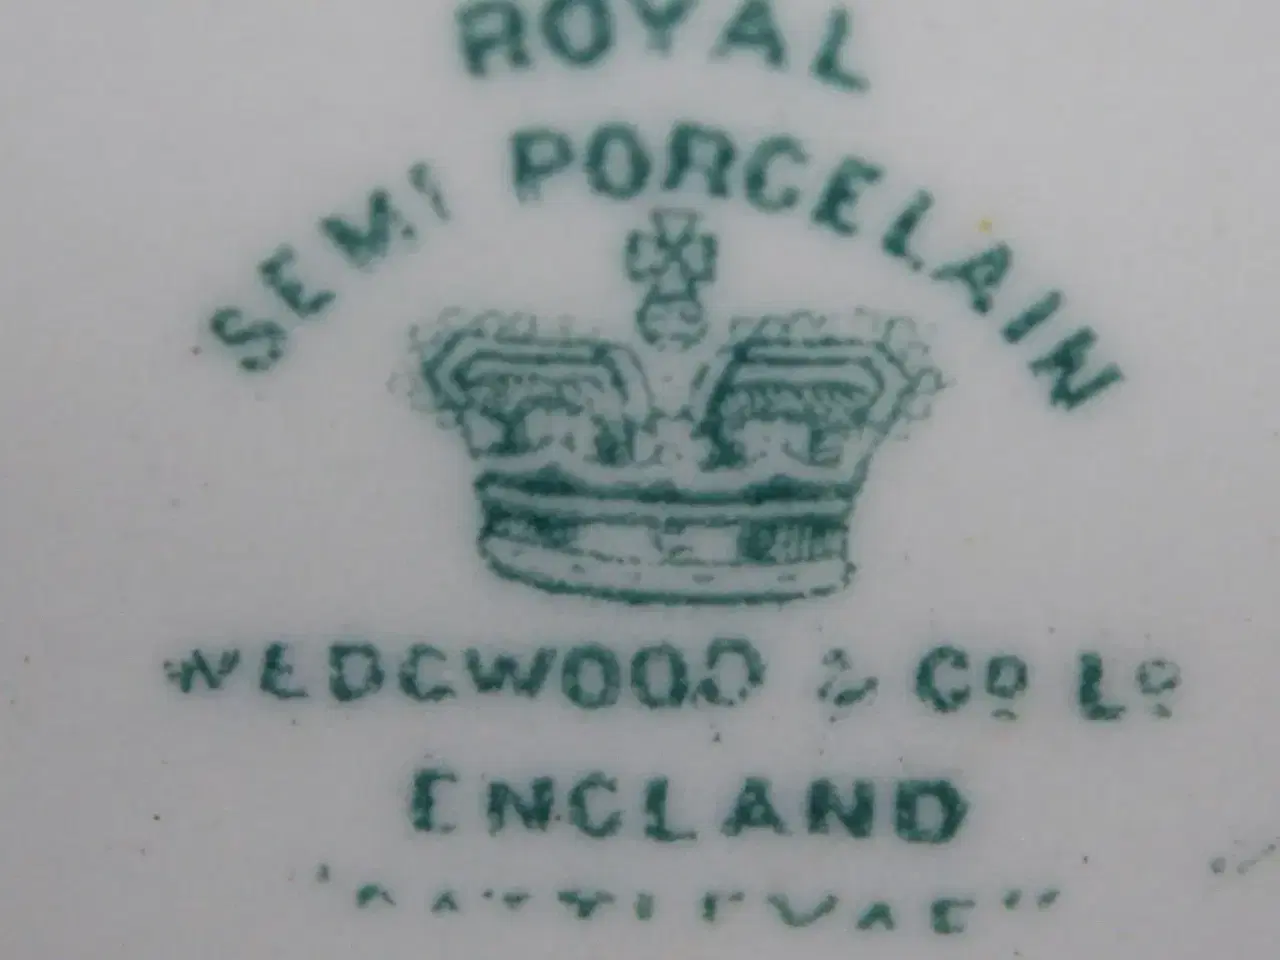 ROYAL
SEMI PORCELAIN
WEDGWOOD & Co Ld
ENGLAND